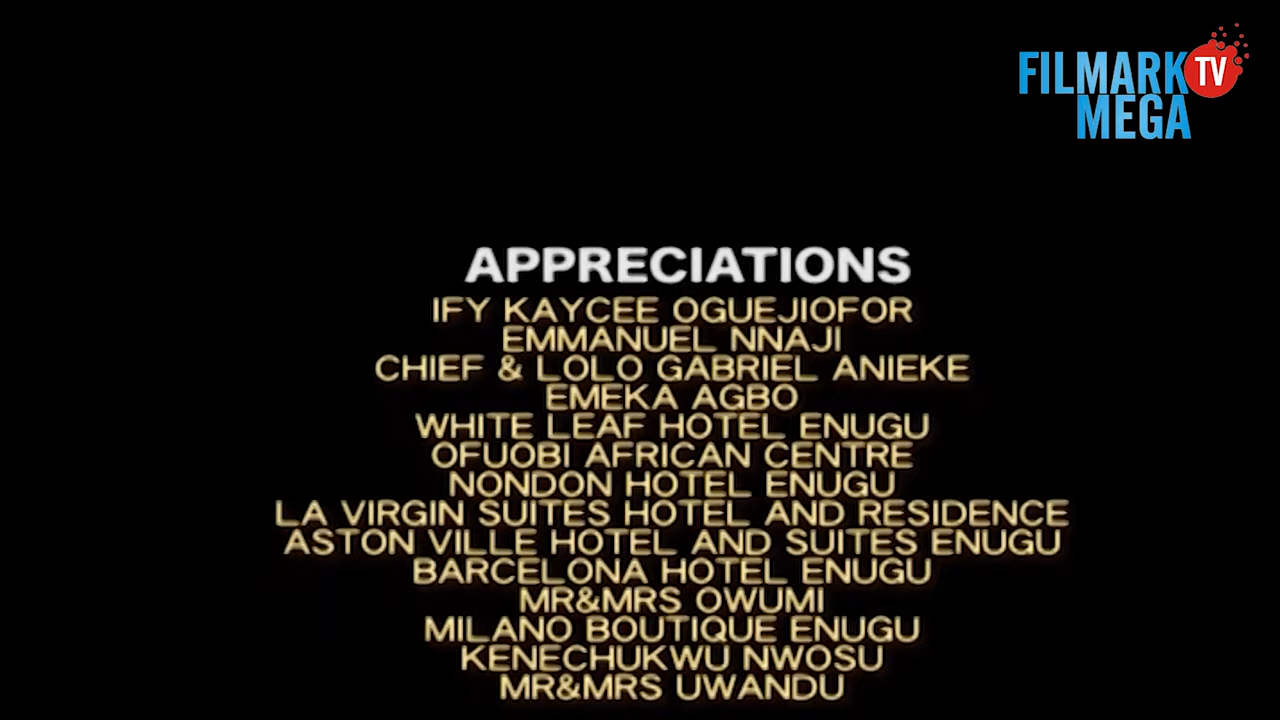 FILMARK TV
MEGA
APPRECIATIONS
IFY KAYCEE OGUEJIOFOR
EMMANUEL NNAJI
CHIEF & LOLO GABRIEL ANIEKE
EMEKA AGBO
WHITE LEAF HOTEL ENUGU
OFUOBI AFRICAN CENTRE
NONDON HOTEL ENUGU
LA VIRGIN SUITES HOTEL AND RESIDENCE
ASTON VILLE HOTEL AND SUITES ENUGU
BARCELONA HOTEL ENUGU
MR&MRS OWUMI
MILANO BOUTIQUE ENUGU
KENECHUKWU NWOSU
MR&MRS UWANDU